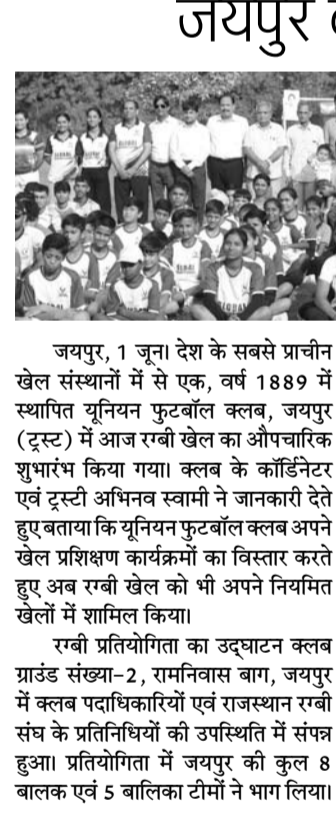 जयपुर
जयपुर, 1 जून। देश के सबसे प्राचीन
खेल संस्थानों में से एक, वर्ष 1889 में
स्थापित यूनियन फुटबॉल क्लब, जयपुर
(ट्रस्ट) में आज रग्बी खेल का औपचारिक
शुभारंभ किया गया। क्लब के कॉर्डिनेटर
एवं ट्रस्टी अभिनव स्वामी ने जानकारी देते
हुए बताया कि यूनियन फुटबॉल क्लब अपने
खेल प्रशिक्षण कार्यक्रमों का विस्तार करते
हुए अब रग्बी खेल को भी अपने नियमित
खेलों में शामिल किया।
रग्बी प्रतियोगिता का उद्घाटन क्लब
ग्राउंड संख्या-2, रामनिवास बाग, जयपुर
में क्लब पदाधिकारियों एवं राजस्थान रग्बी
संघ के प्रतिनिधियों की उपस्थिति में संपन्न
हुआ। प्रतियोगिता में जयपुर की कुल 8
बालक एवं 5 बालिका टीमों ने भाग लिया।